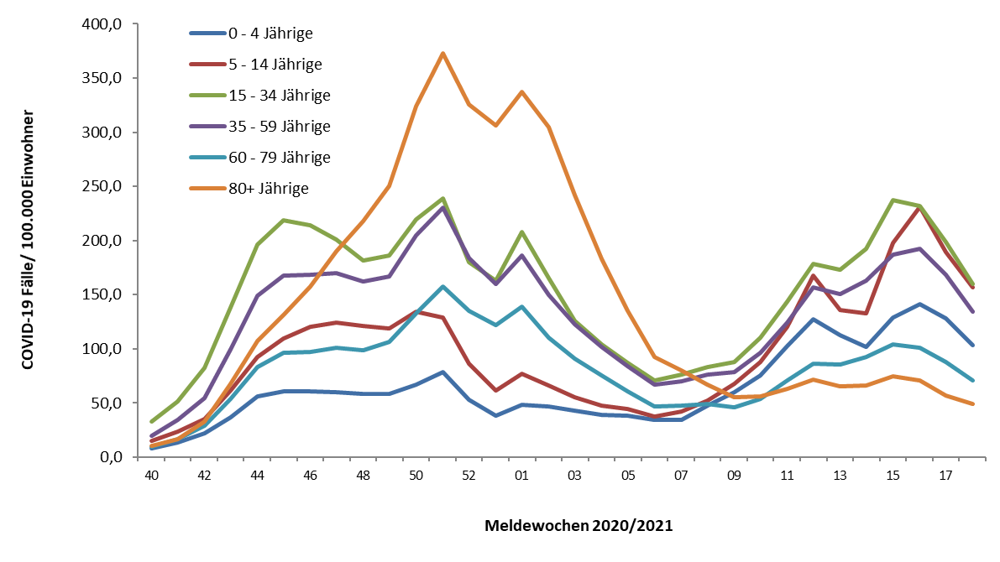 400,0
350,0
300,0
250,0
200,0
150,0
100,0
50,0
0,0
COVID-19 Fälle/ 100.000 Einwohner
0 - 4 Jährige
5 - 14 Jährige
15 - 34 Jährige
35 - 59 Jährige
60 - 79 Jährige
80+ Jährige
40 42 44 46 48 50 52 01 03 05 07 09 11 13 15 17
Meldewochen 2020/2021